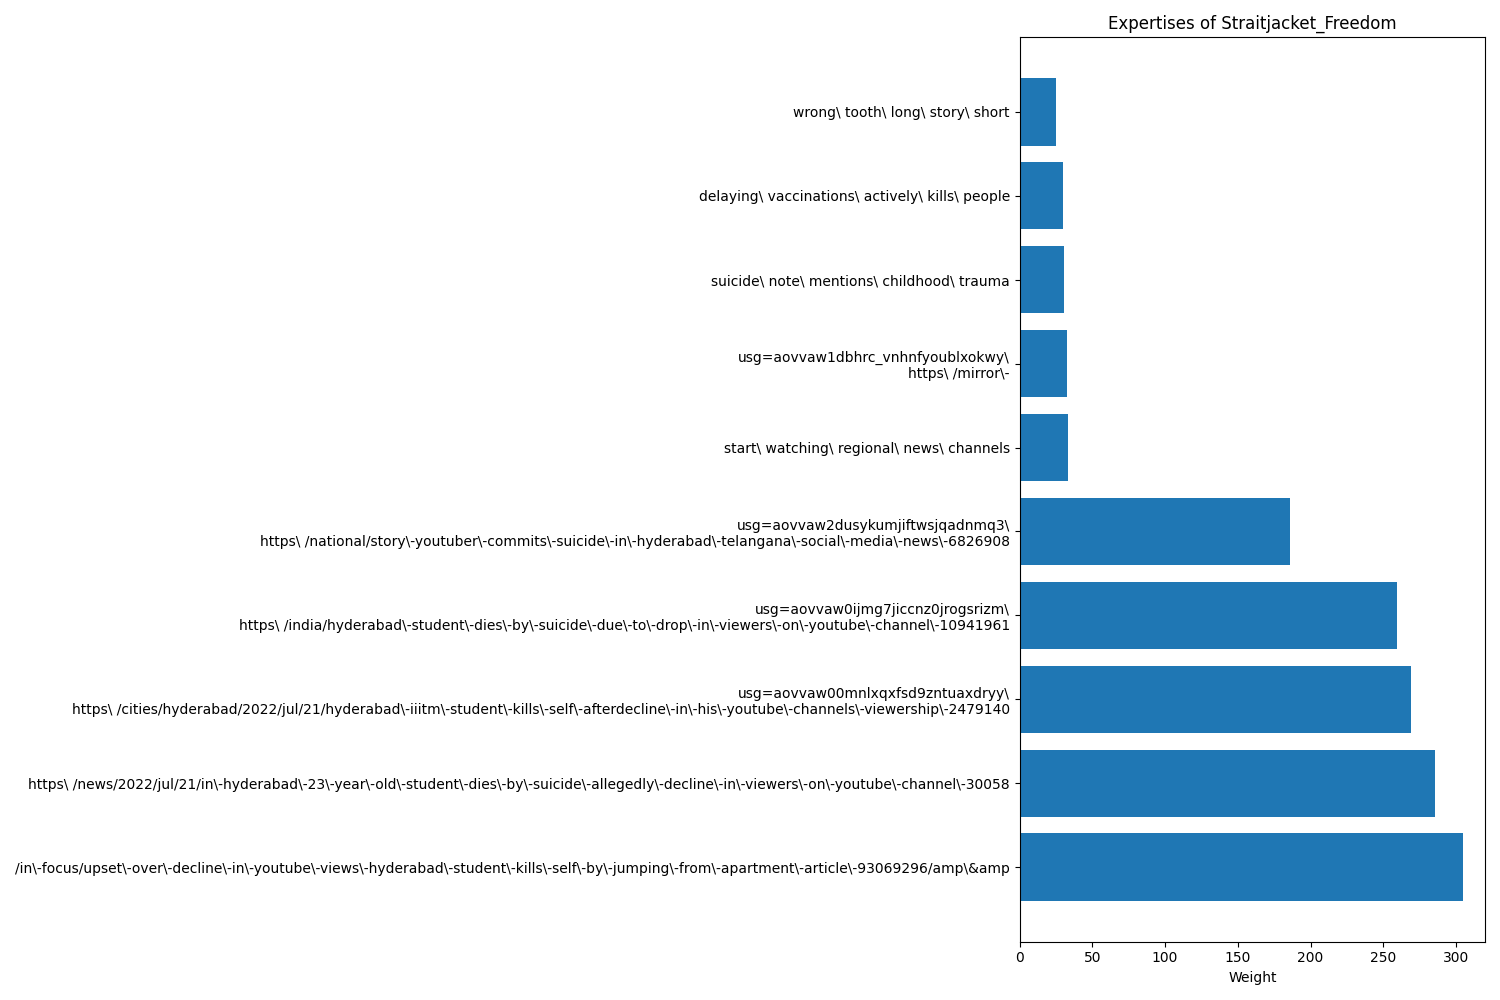 Expertises of Straitjacket_Freedom
wrong\ tooth\ long\ story\ short
delaying\ vaccinations\ actively\ kills\ people
suicide\ note\ mentions\ childhood\ trauma
usg=aovvaw1dbhrc_vnhnfyoublxokwy\
https\ /mirror\-
start\ watching\ regional\ news\ channels
usg=aovvaw2dusykumjiftwsjqadnmq3\
https\ /national/story\-youtuber\-commits\-suicide\-in\-hyderabad\-telangana\-social\-media\-news\-6826908
usg=aovvaw0ijmg7jiccnz0jrogsrizm\
https\ /india/hyderabad\-student\-dies\-by\-suicide\-due\-to\-drop\-in\-viewers\-on\-youtube\-channel\-10941961
usg=aovvaw00mnlxqxfsd9zntuaxdryy\
https\ /cities/hyderabad/2022/jul/21/hyderabad\-iiitm\-student\-kills\-self\-afterdecline\-in\-his\-youtube\-channels\-viewership\-2479140
https\ /news/2022/jul/21/in\-hyderabad\-23\-year\-old\-student\-dies\-by\-suicide\-allegedly\-decline\-in\-viewers\-on\-youtube\-channel\-30058
/in\-focus/upset\-over\-decline\-in\-youtube\-views\-hyderabad\-student\-kills\-self\-by\-jumping\-from\-apartment\-article\-93069296/amp\&amp
0 50 100 150 200 250 300
Weight